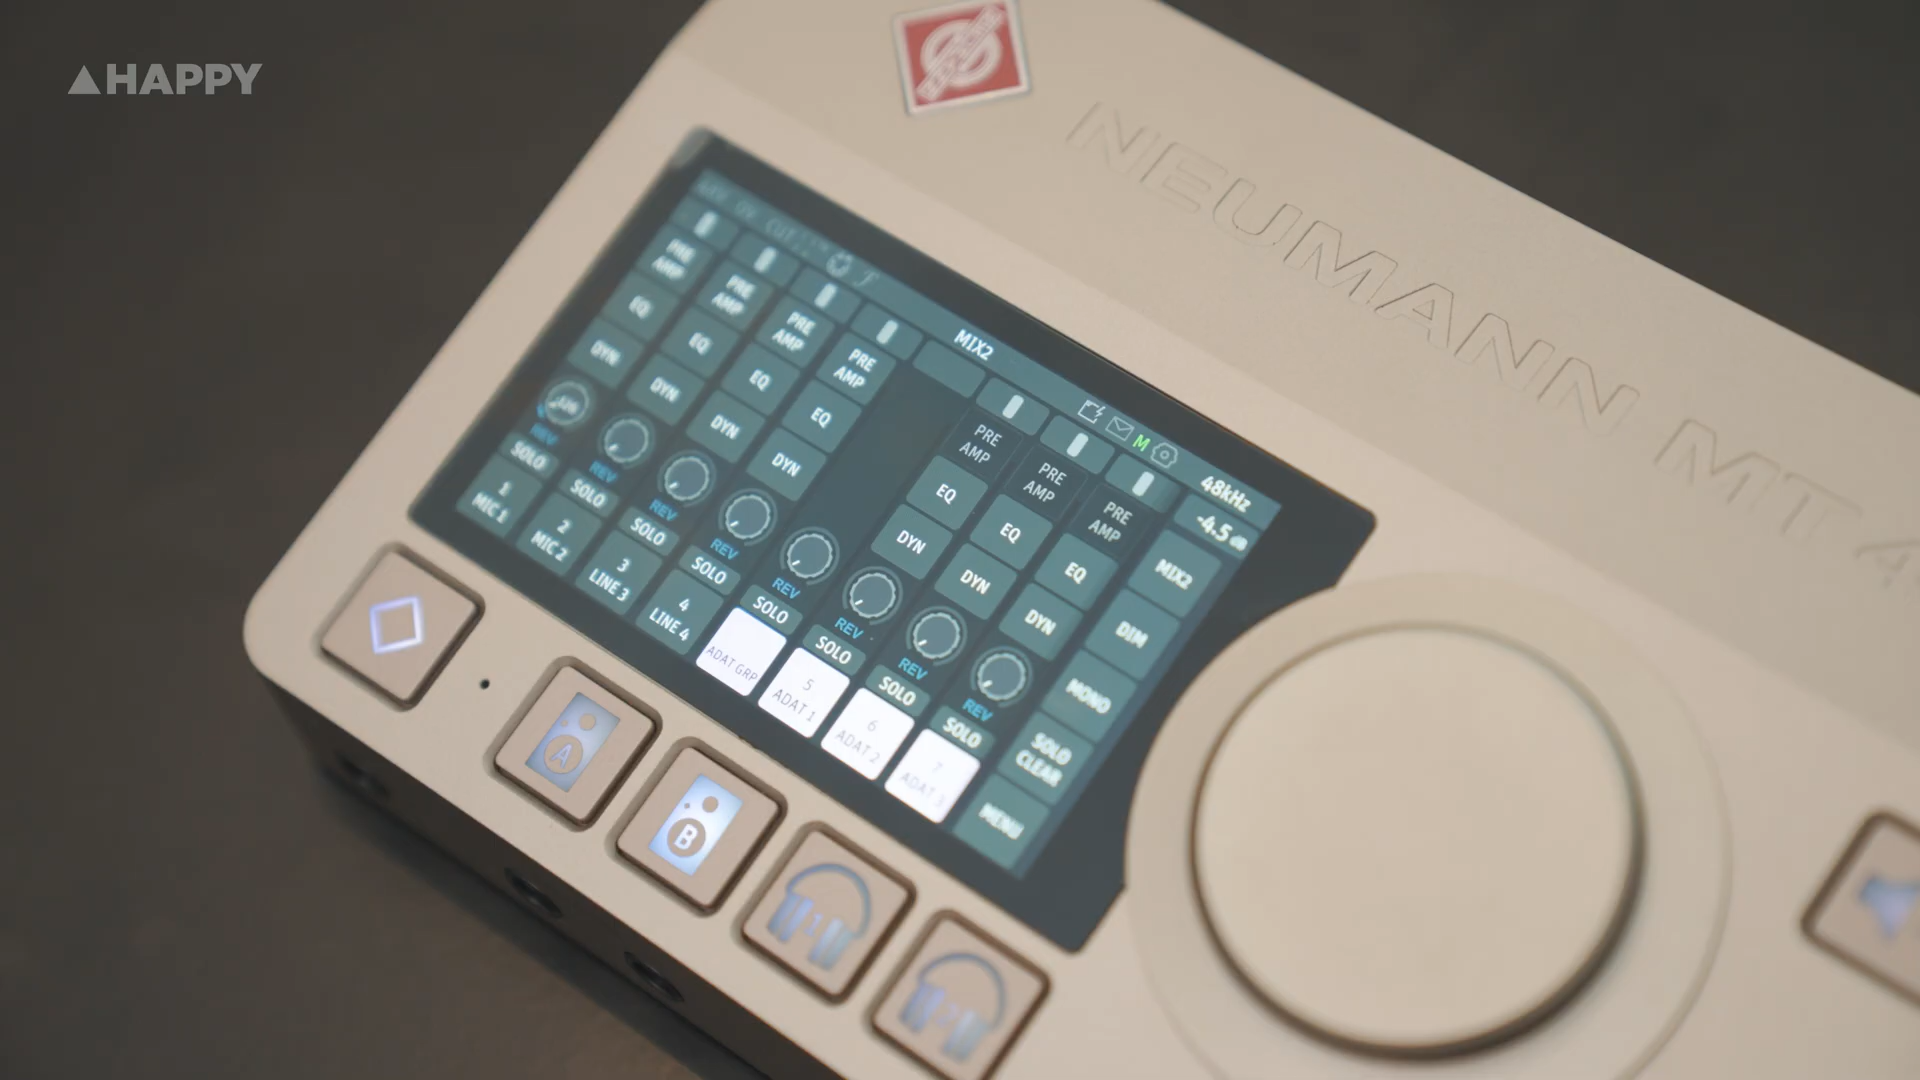 HAPPY
NEUMANN MT 4
MIX2
M
48kHz
-4.5 dB
PRE AMP
EQ
DYN
REV
SOLO
1
MIC 1
PRE AMP
EQ
DYN
REV
SOLO
2
MIC 2
PRE AMP
EQ
DYN
REV
SOLO
3
LINE 3
PRE AMP
EQ
DYN
REV
SOLO
4
LINE 4
REV
SOLO
ADAT GRP
PRE AMP
EQ
DYN
REV
SOLO
5
ADAT 1
PRE AMP
EQ
DYN
REV
SOLO
6
ADAT 2
PRE AMP
EQ
DYN
REV
SOLO
7
ADAT 3
MIX2
DIM
MONO
SOLO
CLEAR
MENU
A
B
1
2